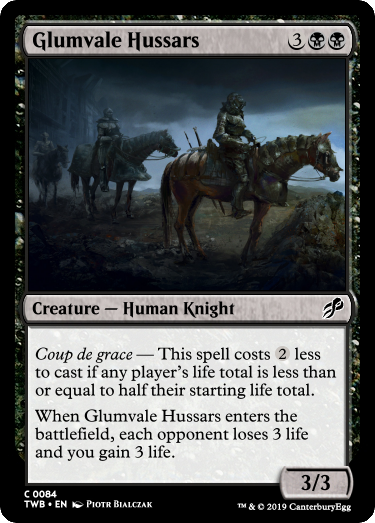 Glumvale Hussars 3
Creature — Human Knight
Coup de grace — This spell costs 2 less
to cast if any player's life total is less than
or equal to half their starting life total.
When Glumvale Hussars enters the
battlefield, each opponent loses 3 life
and you gain 3 life.
3/3
C 0084
TWB • EN Piotr Bialczak
™ & © 2019 CanterburyEgg